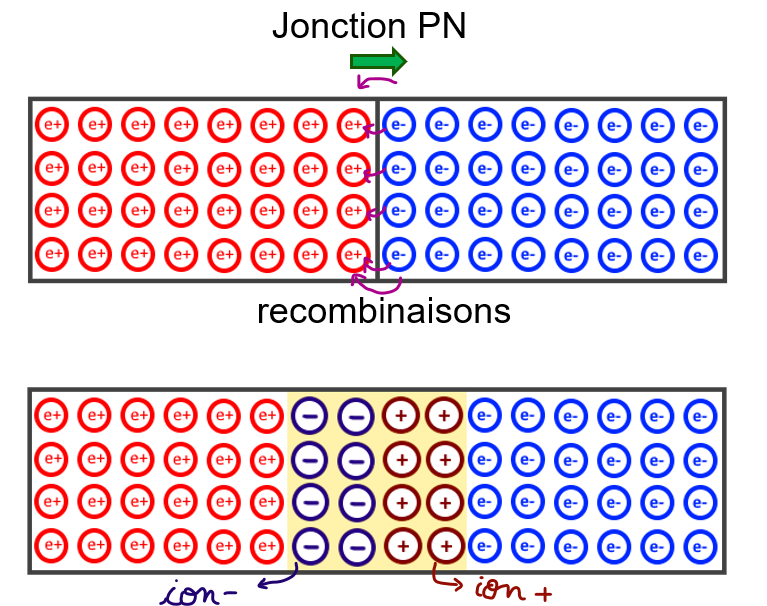 Jonction PN
e+ e+ e+ e+ e+ e+ e+ e+ e- e- e- e- e- e- e- e-
e+ e+ e+ e+ e+ e+ e+ e+ e- e- e- e- e- e- e- e-
e+ e+ e+ e+ e+ e+ e+ e+ e- e- e- e- e- e- e- e-
e+ e+ e+ e+ e+ e+ e+ e+ e- e- e- e- e- e- e- e-
recombinaisons
e+ e+ e+ e+ e+ e+ − − + + e- e- e- e- e- e-
e+ e+ e+ e+ e+ e+ − − + + e- e- e- e- e- e-
e+ e+ e+ e+ e+ e+ − − + + e- e- e- e- e- e-
e+ e+ e+ e+ e+ e+ − − + + e- e- e- e- e- e-
ion- ion +